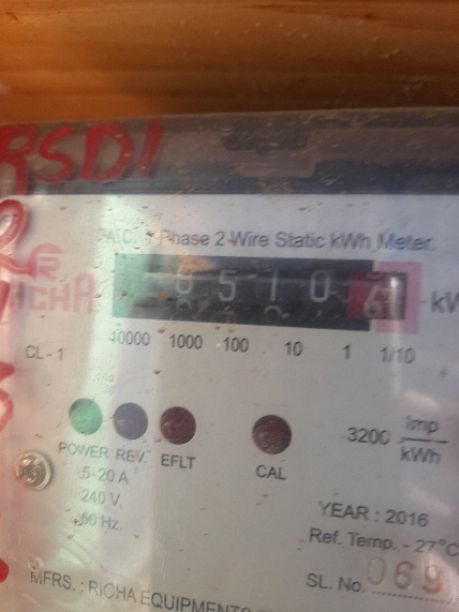 RSDI
A.C. 1 Phase 2 Wire Static kWh Meter.
RICHA
8 5 1 0 6
10000 1000 100 10 1 1/10
CL - 1
POWER REV. EFLT CAL
3200 imp/kWh
5-20 A
240 V.
50 Hz.
YEAR : 2016
Ref. Temp. - 27°C
SL. No. 069
MFRS. : RICHA EQUIPMENTS